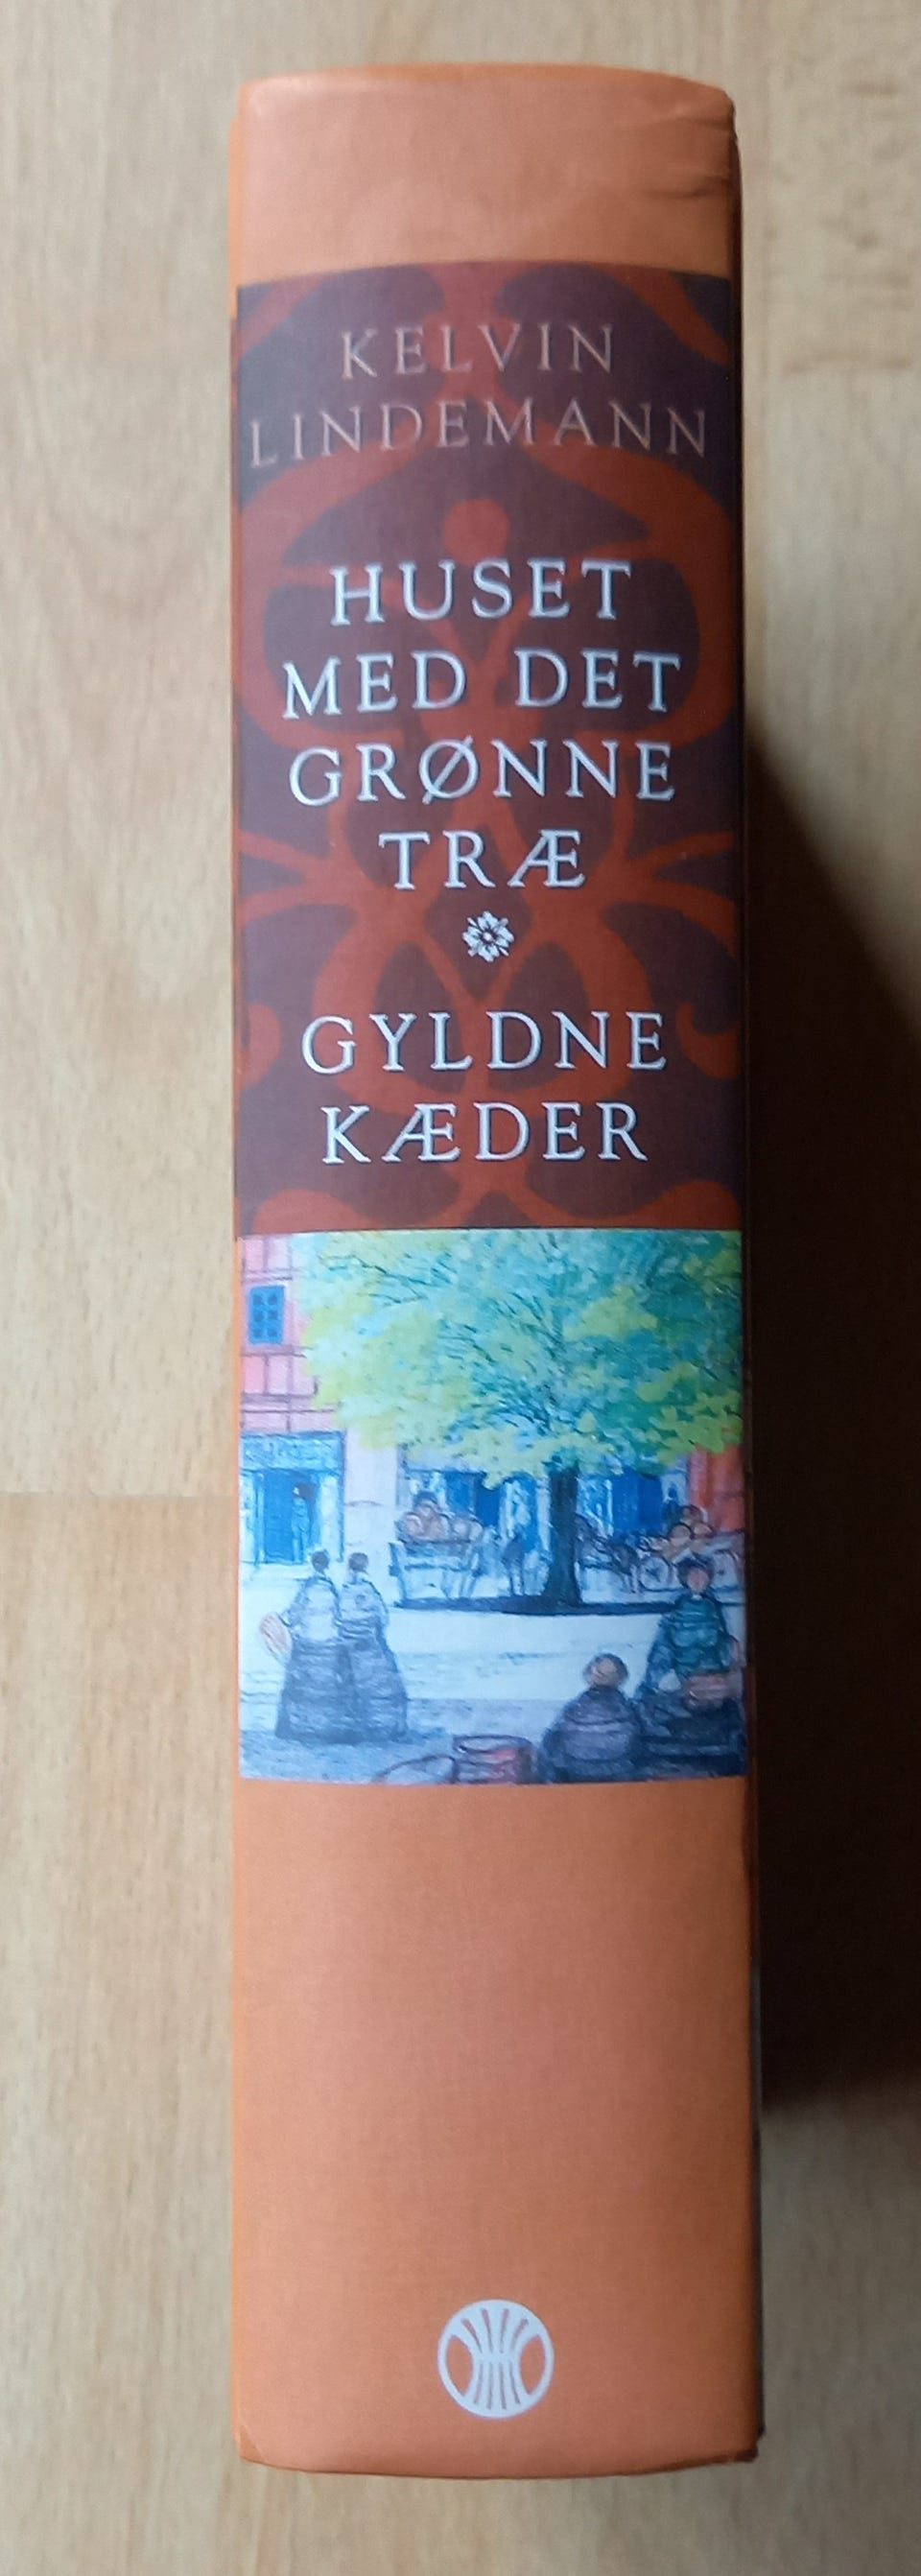 KELVIN
LINDEMANN
HUSET
MED DET
GRØNNE
TRÆ
GYLDNE
KÆDER